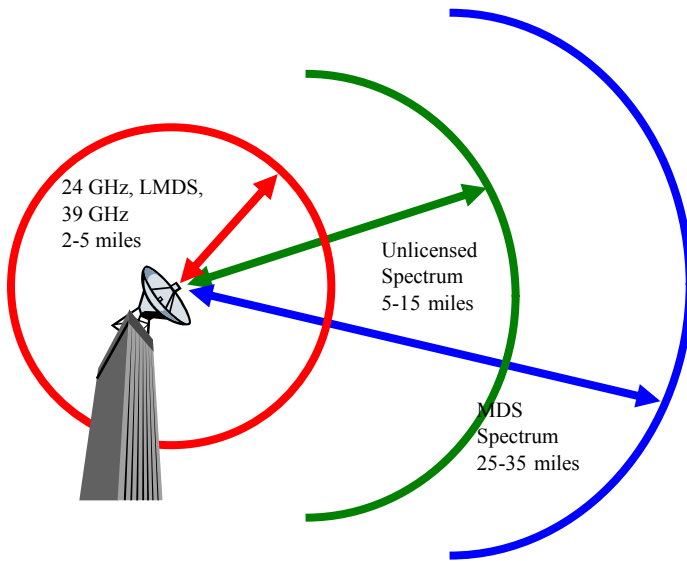 24 GHz, LMDS,
39 GHz
2-5 miles
Unlicensed
Spectrum
5-15 miles
MDS
Spectrum
25-35 miles